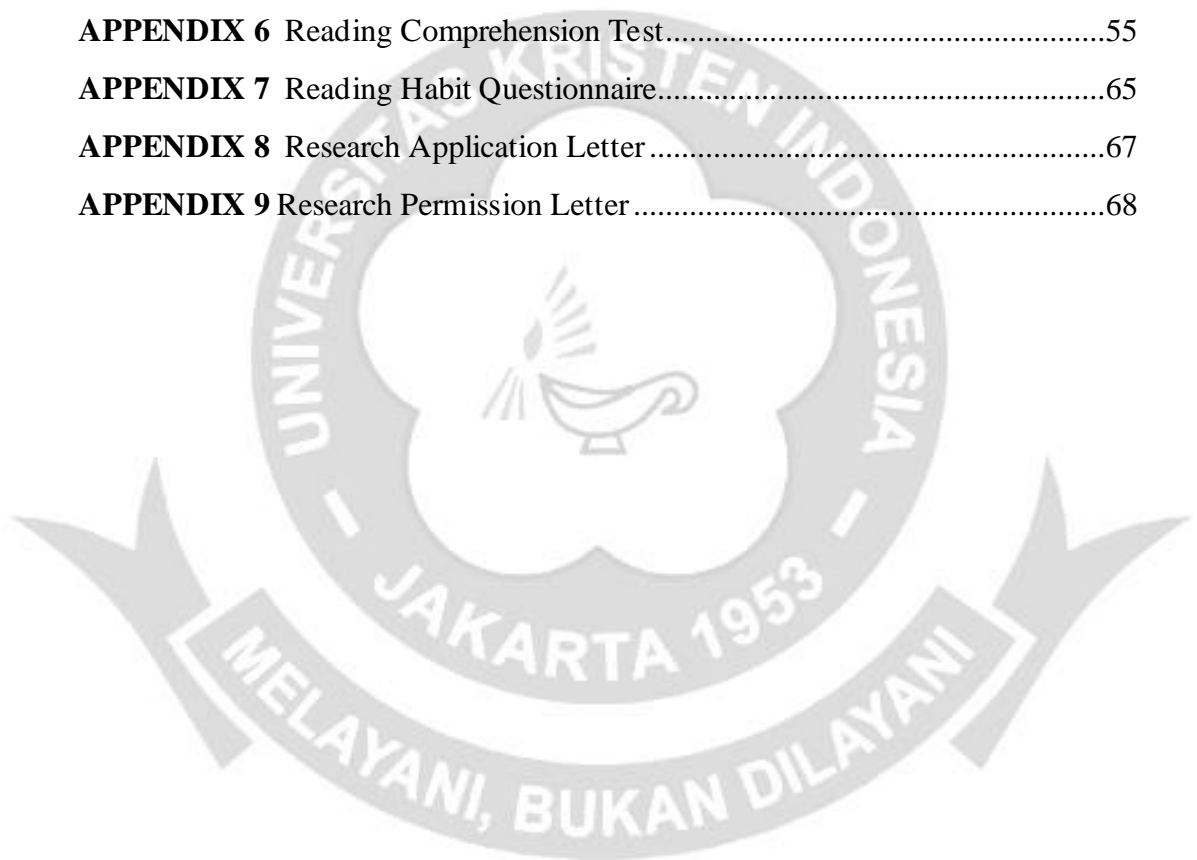 APPENDIX 6 Reading Comprehension Test....................................................................55
APPENDIX 7 Reading Habit Questionnaire....................................................................65
APPENDIX 8 Research Application Letter....................................................................67
APPENDIX 9 Research Permission Letter....................................................................68
UNIVERSITAS KRISTEN INDONESIA
- JAKARTA 1953 -
MELAYANI, BUKAN DILAYANI